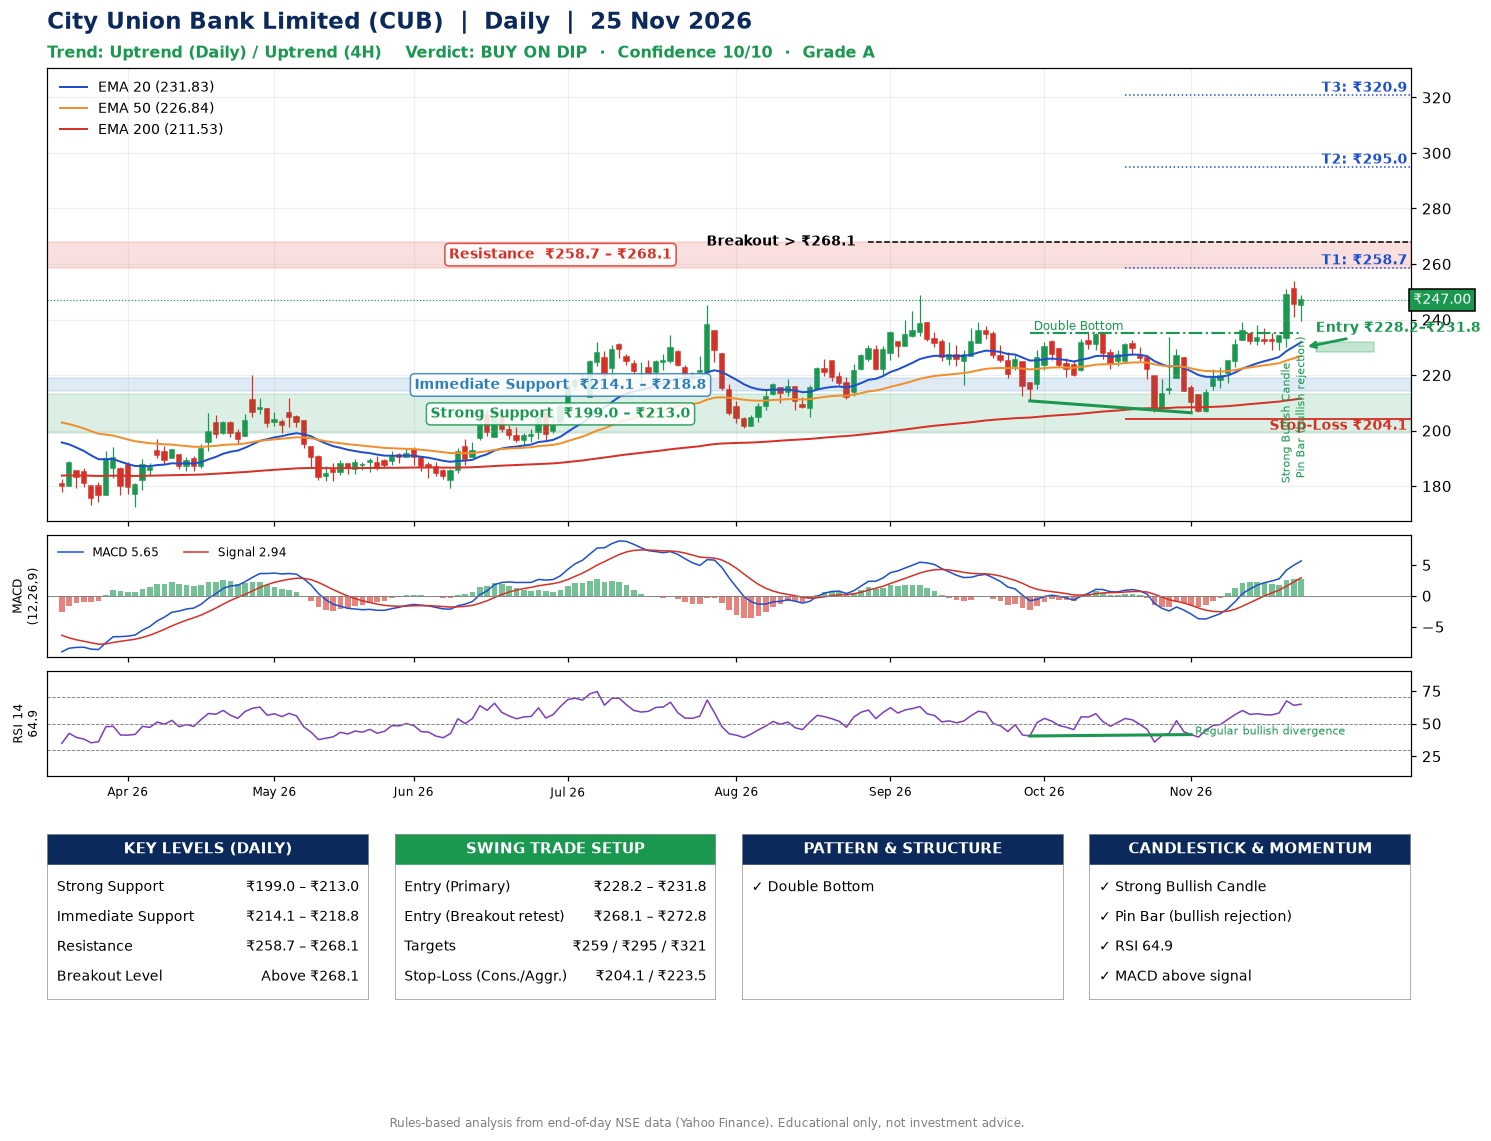 City Union Bank Limited (CUB) | Daily | 25 Nov 2026
Trend: Uptrend (Daily) / Uptrend (4H) Verdict: BUY ON DIP · Confidence 10/10 · Grade A
EMA 20 (231.83)
EMA 50 (226.84)
EMA 200 (211.53)
T3: ₹320.9
T2: ₹295.0
Breakout > ₹268.1
Resistance ₹258.7 – ₹268.1
T1: ₹258.7
₹247.00
Double Bottom
Entry ₹228.2–₹231.8
Immediate Support ₹214.1 – ₹218.8
Strong Support ₹199.0 – ₹213.0
Stop-Loss ₹204.1
Strong Bullish Candle
Pin Bar (bullish rejection)
320
300
280
260
240
220
200
180
MACD (12,26,9)
MACD 5.65
Signal 2.94
5
0
−5
RSI 14
64.9
Regular bullish divergence
75
50
25
Apr 26
May 26
Jun 26
Jul 26
Aug 26
Sep 26
Oct 26
Nov 26
KEY LEVELS (DAILY)
Strong Support ₹199.0 – ₹213.0
Immediate Support ₹214.1 – ₹218.8
Resistance ₹258.7 – ₹268.1
Breakout Level Above ₹268.1
SWING TRADE SETUP
Entry (Primary) ₹228.2 – ₹231.8
Entry (Breakout retest) ₹268.1 – ₹272.8
Targets ₹259 / ₹295 / ₹321
Stop-Loss (Cons./Aggr.) ₹204.1 / ₹223.5
PATTERN & STRUCTURE
✓ Double Bottom
CANDLESTICK & MOMENTUM
✓ Strong Bullish Candle
✓ Pin Bar (bullish rejection)
✓ RSI 64.9
✓ MACD above signal
Rules-based analysis from end-of-day NSE data (Yahoo Finance). Educational only, not investment advice.